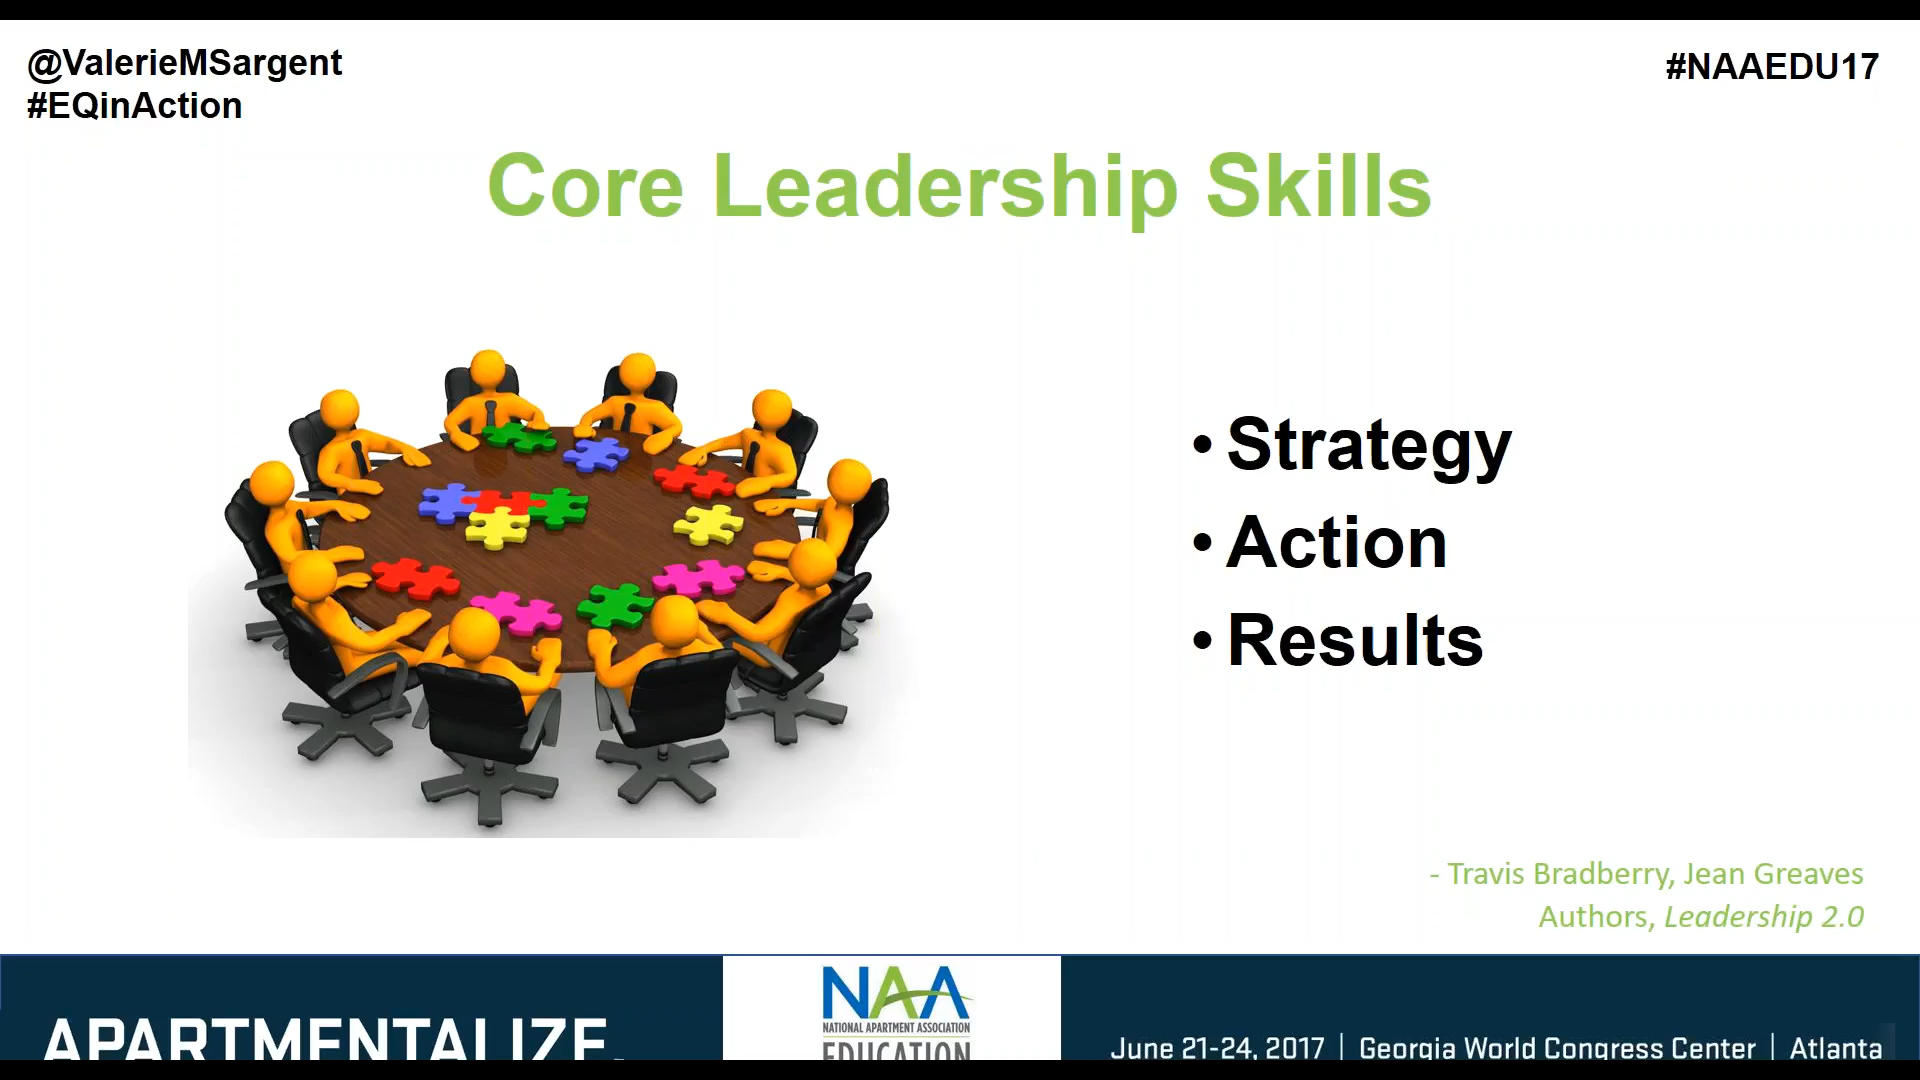 @ValerieMSargent
#EQinAction
#NAAEDU17
Core Leadership Skills
• Strategy
• Action
• Results
- Travis Bradberry, Jean Greaves
Authors, Leadership 2.0
APARTMENTALIZE.
NAA
NATIONAL APARTMENT ASSOCIATION
EDUCATION
June 21-24, 2017 | Georgia World Congress Center | Atlanta